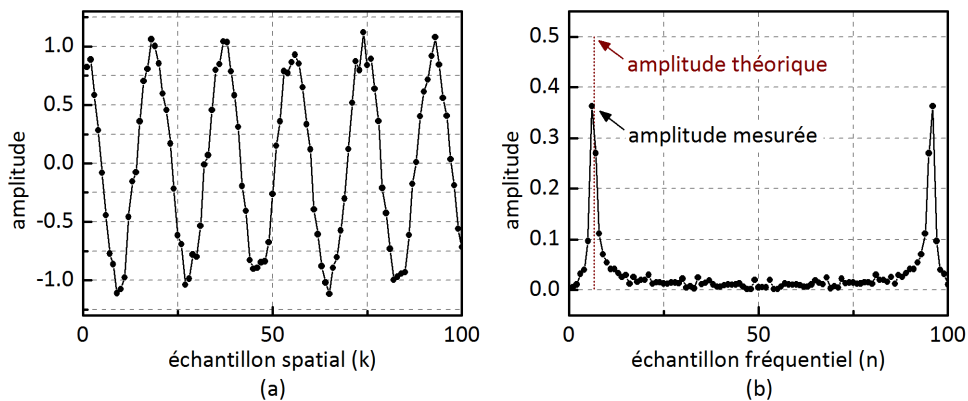 amplitude
1.0
0.5
0.0
-0.5
-1.0
0
25
50
75
100
échantillon spatial (k)
(a)
amplitude
0.5
0.4
0.3
0.2
0.1
0.0
amplitude théorique
amplitude mesurée
0
50
100
échantillon fréquentiel (n)
(b)